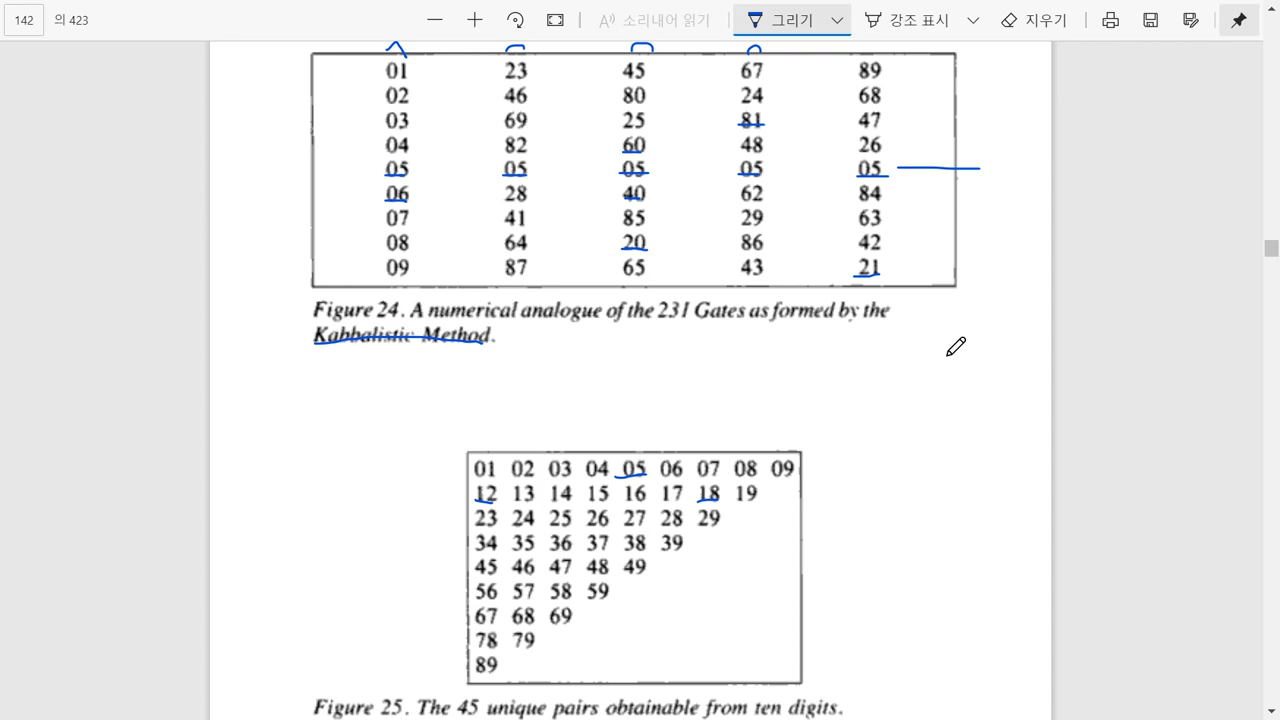 142 의 423 A 소리내어 읽기 그리기 강조 표시 지우기
01 23 45 67 89
02 46 80 24 68
03 69 25 81 47
04 82 60 48 26
05 05 05 05 05
06 28 40 62 84
07 41 85 29 63
08 64 20 86 42
09 87 65 43 21
Figure 24. A numerical analogue of the 231 Gates as formed by the
Kabbalistic Method.
01 02 03 04 05 06 07 08 09
12 13 14 15 16 17 18 19
23 24 25 26 27 28 29
34 35 36 37 38 39
45 46 47 48 49
56 57 58 59
67 68 69
78 79
89
Figure 25. The 45 unique pairs obtainable from ten digits.